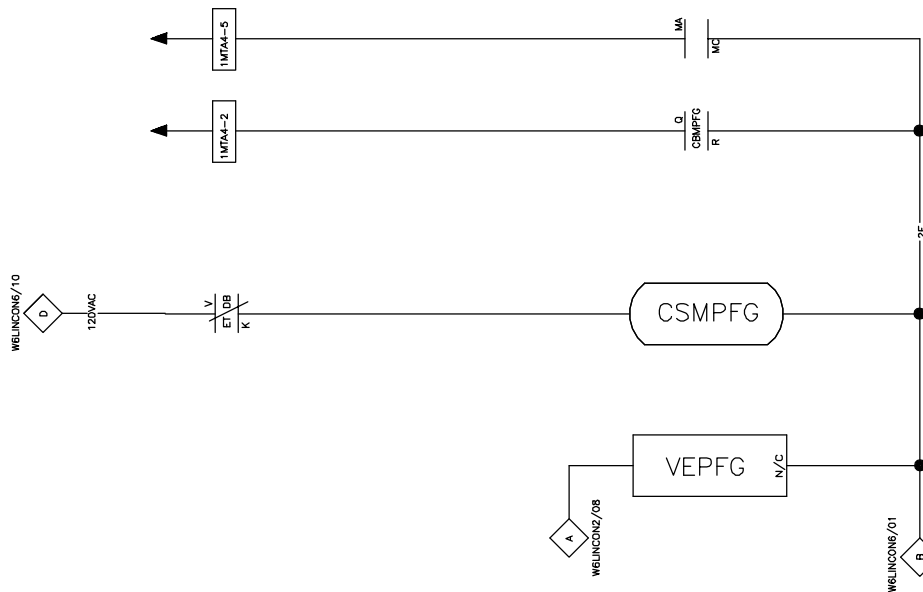 1MTA4-5
MA
MC
1MTA4-2
Q
CBMPFG
R
W6LINCON6/10
D
120VAC
V
ET DB
K
CSMPFG
VEPFG
N/C
A
W6LINCON2/08
W6LINCON6/01